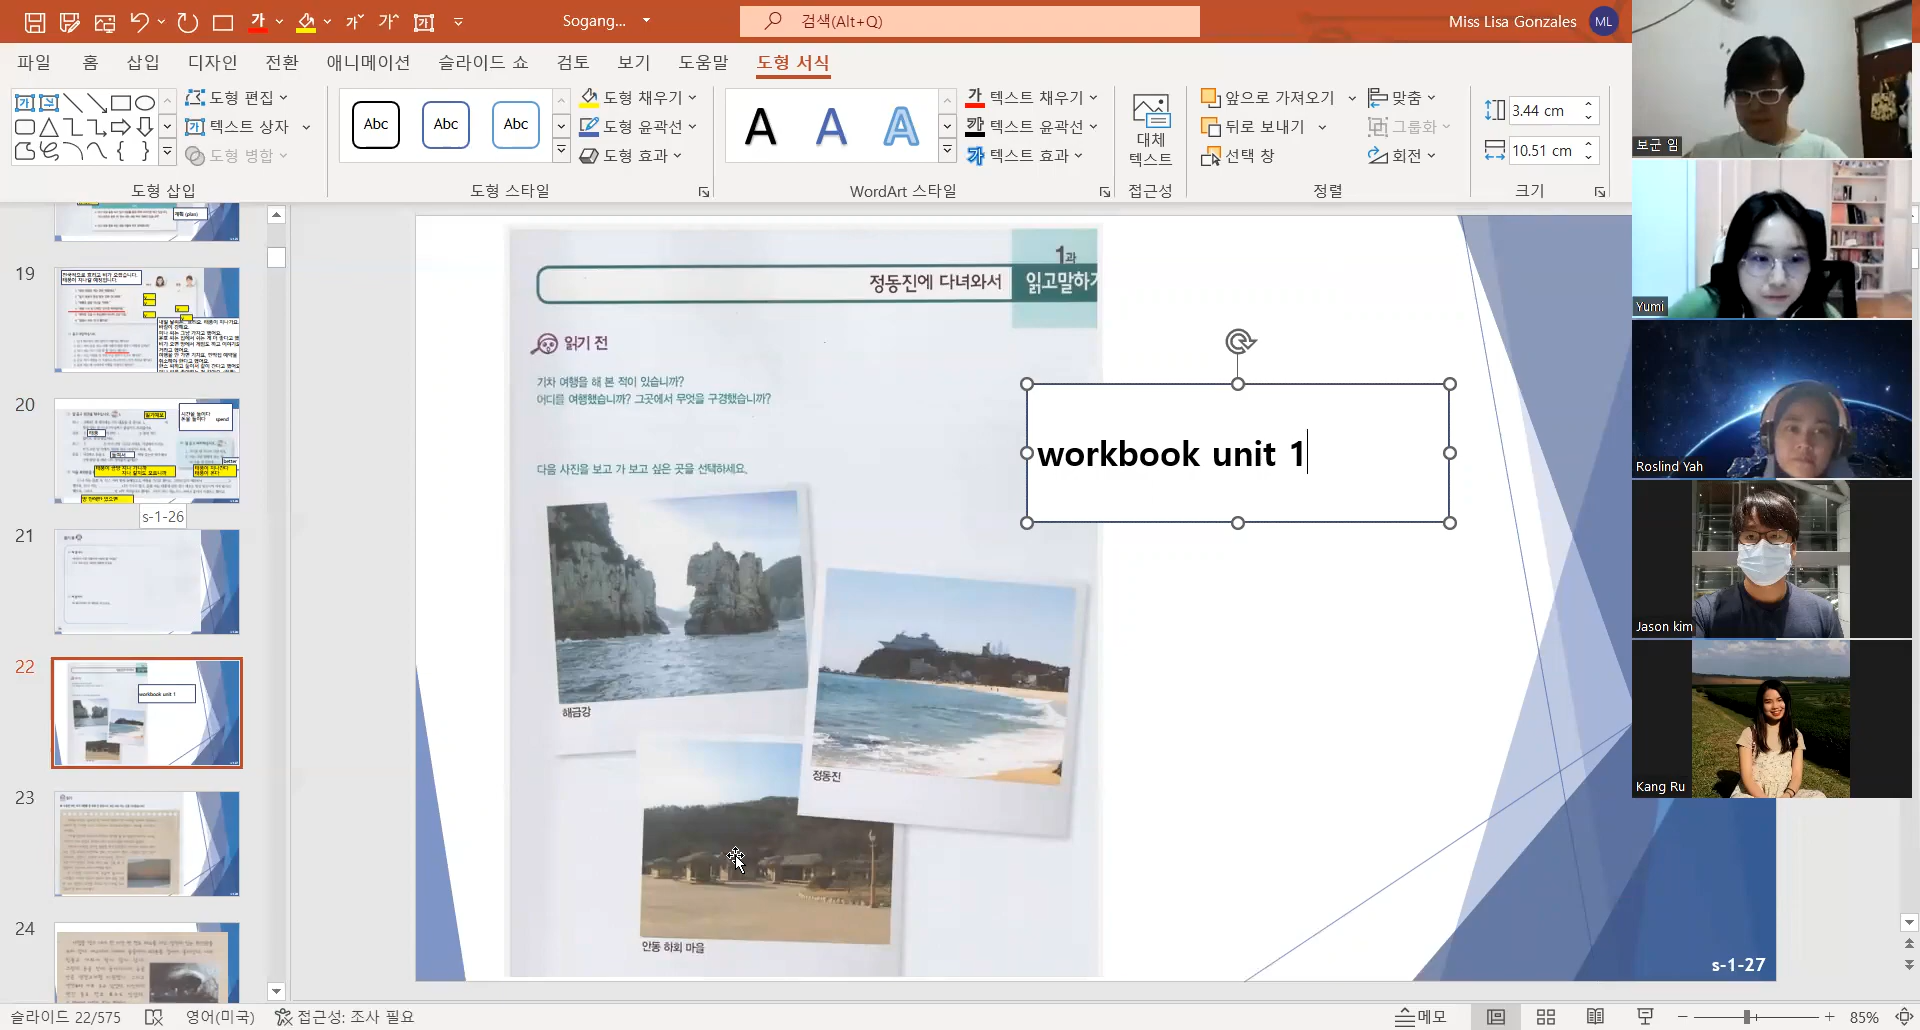 Sogang...
검색(Alt+Q)
Miss Lisa Gonzales
ML
파일 홈 삽입 디자인 전환 애니메이션 슬라이드 쇼 검토 보기 도움말 도형 서식
도형 편집
텍스트 상자
도형 병합
도형 삽입
Abc Abc Abc
도형 채우기
도형 윤곽선
도형 효과
도형 스타일
A A A
텍스트 채우기
텍스트 윤곽선
텍스트 효과
WordArt 스타일
대체
텍스트
접근성
앞으로 가져오기
뒤로 보내기
선택 창
맞춤
그룹화
회전
정렬
3.44 cm
10.51 cm
크기
19
20
s-1-26
21
22
workbook unit 1
23
24
1과
정동진에 다녀와서
읽고말하기
읽기 전
기차 여행을 해 본 적이 있습니까?
어디를 여행했습니까? 그곳에서 무엇을 구경했습니까?
다음 사진을 보고 가 보고 싶은 곳을 선택하세요.
해금강
정동진
안동 하회 마을
workbook unit 1
s-1-27
보군 임
Yumi
Roslind Yah
Jason kim
Kang Ru
슬라이드 22/575
영어(미국)
접근성: 조사 필요
메모
85%